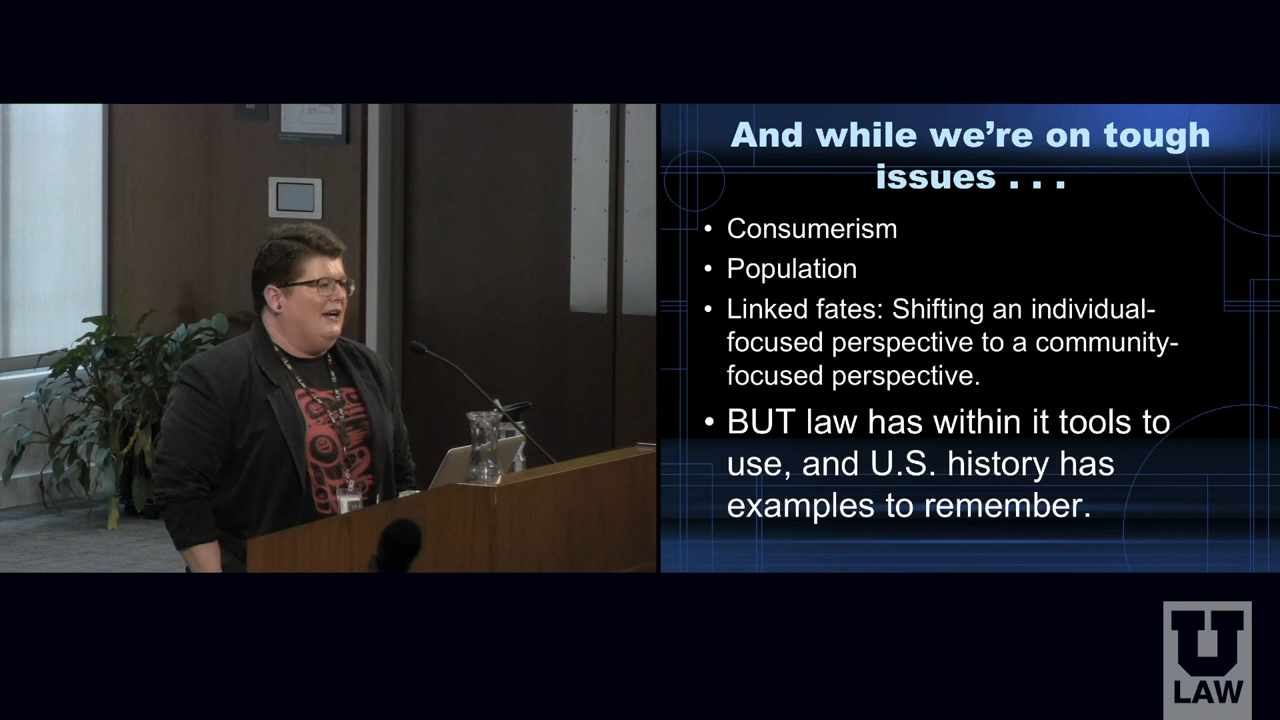 And while we're on tough
issues . . .
• Consumerism
• Population
• Linked fates: Shifting an individual-
focused perspective to a community-
focused perspective.
• BUT law has within it tools to
use, and U.S. history has
examples to remember.
U
LAW